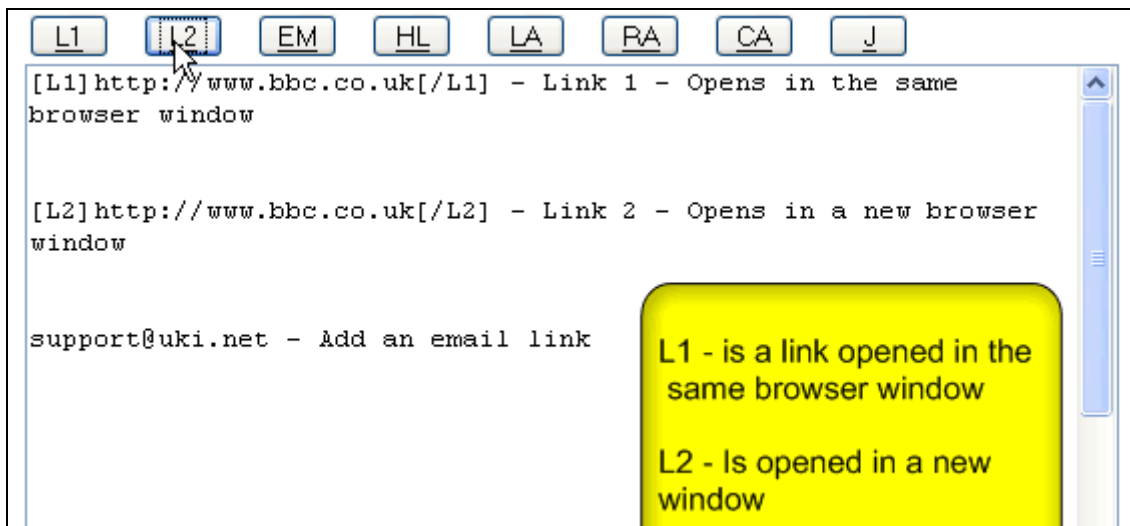 L1 L2 EM HL LA RA CA J
[L1]http://www.bbc.co.uk[/L1] - Link 1 - Opens in the same
browser window
[L2]http://www.bbc.co.uk[/L2] - Link 2 - Opens in a new browser
window
support@uki.net - Add an email link
L1 - is a link opened in the
same browser window
L2 - Is opened in a new
window